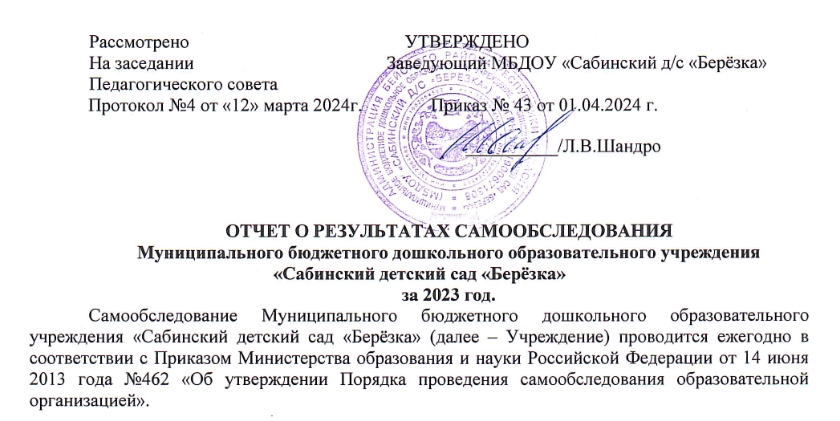 Рассмотрено УТВЕРЖДЕНО
На заседании Заведующий МБДОУ «Сабинский д/с «Берёзка»
Педагогического совета
Протокол №4 от «12» марта 2024г. Приказ № 43 от 01.04.2024 г.
/Л.В.Шандро
ОТЧЕТ О РЕЗУЛЬТАТАХ САМООБСЛЕДОВАНИЯ
Муниципального бюджетного дошкольного образовательного учреждения
«Сабинский детский сад «Берёзка»
за 2023 год.
Самообследование Муниципального бюджетного дошкольного образовательного
учреждения «Сабинский детский сад «Берёзка» (далее – Учреждение) проводится ежегодно в
соответствии с Приказом Министерства образования и науки Российской Федерации от 14 июня
2013 года №462 «Об утверждении Порядка проведения самообследования образовательной
организацией».